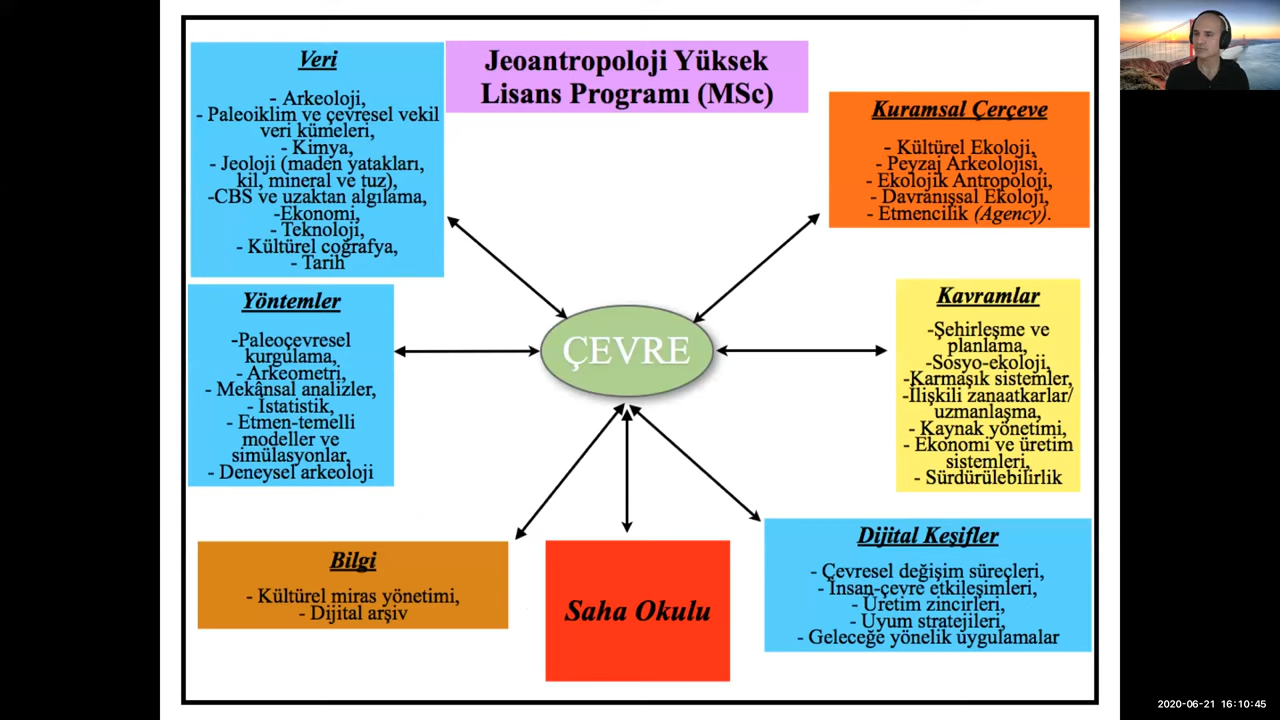 Jeoantropoloji Yüksek
Lisans Programı (MSc)
Veri
- Arkeoloji,
- Paleoiklim ve çevresel vekil
veri kümeleri,
- Kimya,
- Jeoloji (maden yatakları,
kil, mineral ve tuz),
-CBS ve uzaktan algılama,
-Ekonomi,
- Teknoloji,
- Kültürel coğrafya,
- Tarih
Kuramsal Çerçeve
- Kültürel Ekoloji,
- Peyzaj Arkeolojisi,
- Ekolojik Antropoloji,
- Davranışsal Ekoloji,
- Etmencilik (Agency).
Yöntemler
-Paleoçevresel
kurgulama,
- Arkeometri,
- Mekânsal analizler,
- İstatistik,
- Etmen-temelli
modeller ve
simülasyonlar,
- Deneysel arkeoloji
ÇEVRE
Kavramlar
-Şehirleşme ve
planlama,
-Sosyo-ekoloji,
-Karmaşık sistemler,
-İlişkili zanaatkarlar/
uzmanlaşma,
- Kaynak yönetimi,
- Ekonomi ve üretim
sistemleri,
- Sürdürülebilirlik
Bilgi
- Kültürel miras yönetimi,
- Dijital arşiv
Saha Okulu
Dijital Keşifler
- Çevresel değişim süreçleri,
- İnsan-çevre etkileşimleri,
- Üretim zincirleri,
- Uyum stratejileri,
- Geleceğe yönelik uygulamalar
2020-06-21 16:10:45